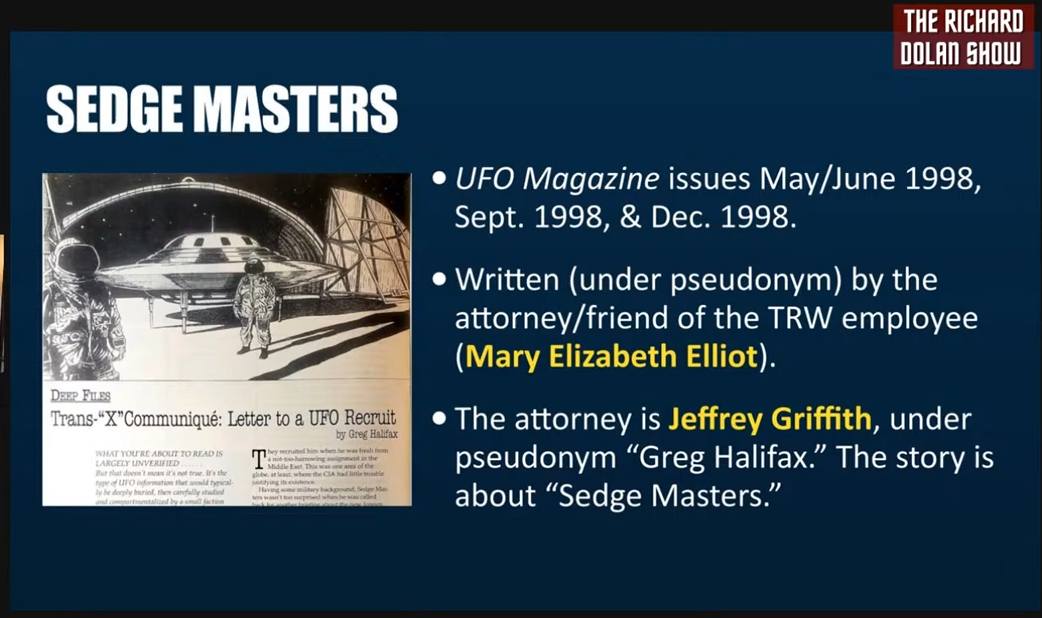 THE RICHARD
DOLAN SHOW
SEDGE MASTERS
• UFO Magazine issues May/June 1998,
Sept. 1998, & Dec. 1998.
• Written (under pseudonym) by the
attorney/friend of the TRW employee
(Mary Elizabeth Elliot).
• The attorney is Jeffrey Griffith, under
pseudonym “Greg Halifax.” The story is
about “Sedge Masters.”
DEEP FILES
Trans-“X”Communiqué: Letter to a UFO Recruit
by Greg Halifax
WHAT YOU'RE ABOUT TO READ IS
LARGELY UNVERIFIED
But that doesn't mean it's not true. It's the
type of UFO information that would typical-
ly be deeply buried, then carefully studied
and compartmentalized by a small faction
They recruited him when he was fresh from
a not-too-harrowing assignment in the
Middle East. This was one area of the
globe, at least, where the CIA had little trouble
justifying its existence.
Having some military background, Sedge Mas-
ters wasn't too surprised when he was called
back for another briefing about the